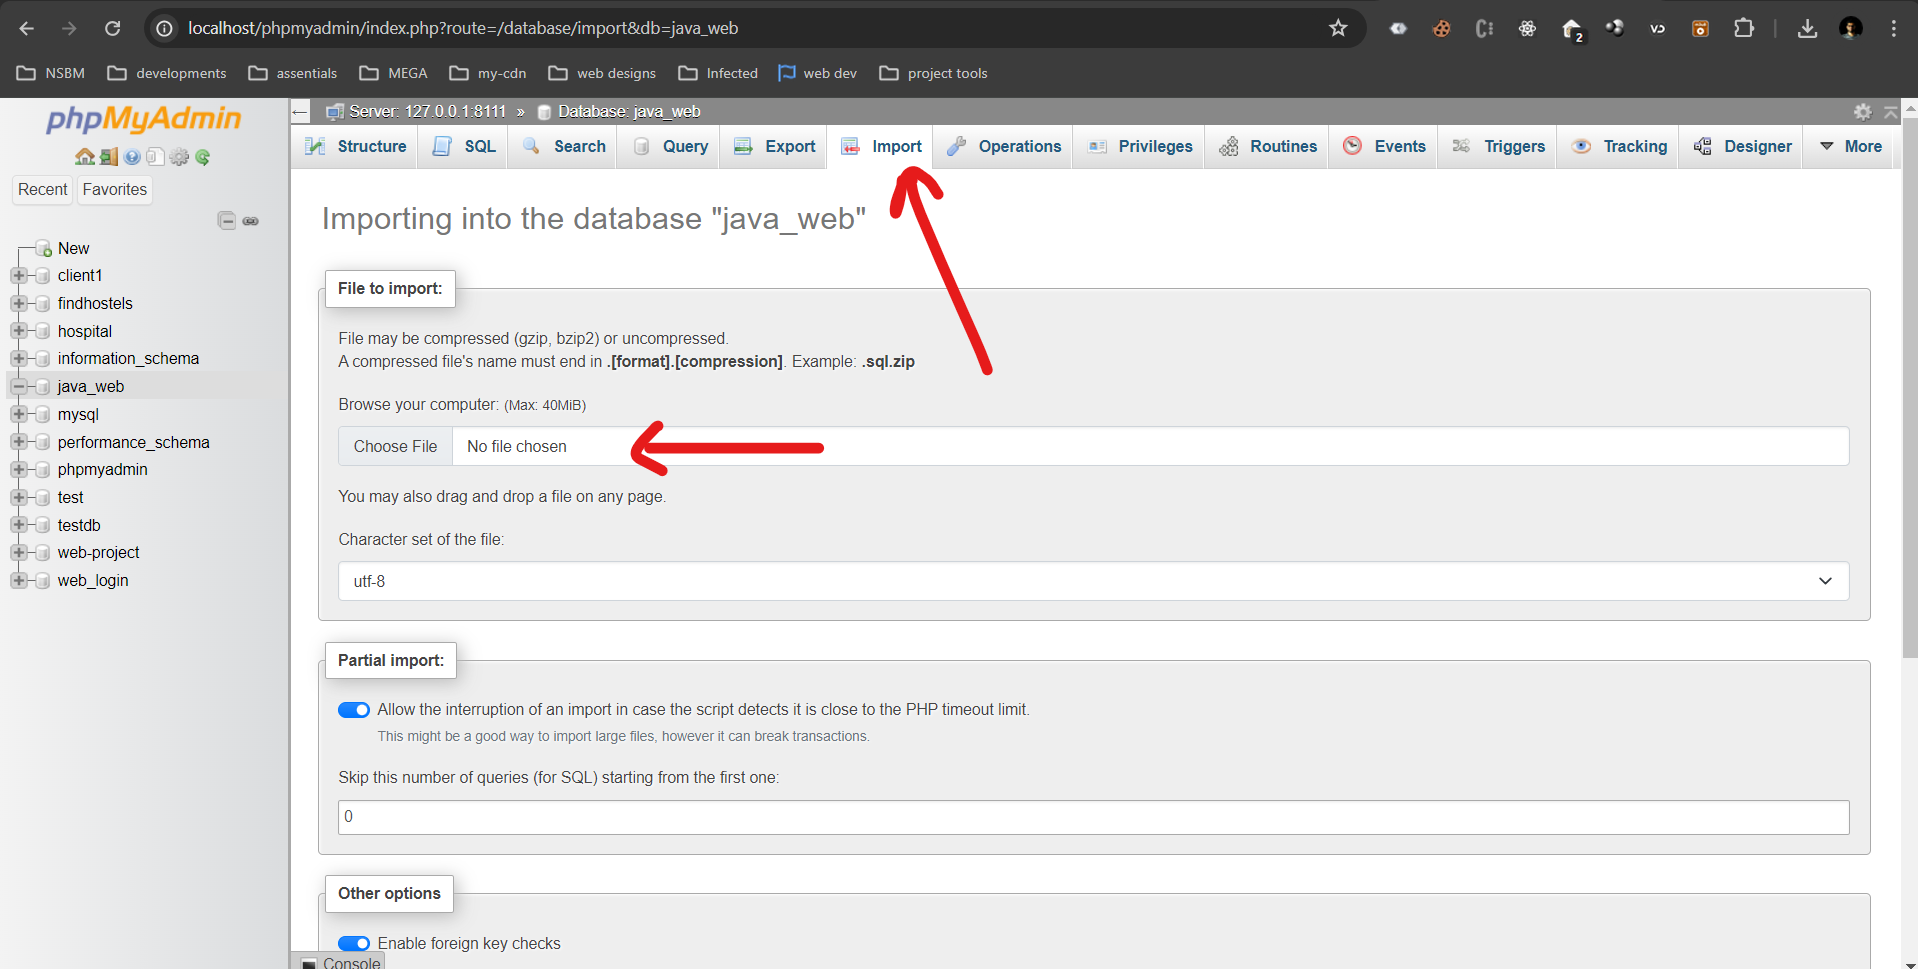 localhost/phpmyadmin/index.php?route=/database/import&db=java_web
2
NSBM developments assentials MEGA my-cdn web designs Infected web dev project tools
phpMyAdmin
Server: 127.0.0.1:8111 » Database: java_web
Structure SQL Search Query Export Import Operations Privileges Routines Events Triggers Tracking Designer More
Recent Favorites
New
client1
findhostels
hospital
information_schema
java_web
mysql
performance_schema
phpmyadmin
test
testdb
web-project
web_login
Importing into the database "java_web"
File to import:
File may be compressed (gzip, bzip2) or uncompressed.
A compressed file's name must end in .[format].[compression]. Example: .sql.zip
Browse your computer: (Max: 40MiB)
Choose File No file chosen
You may also drag and drop a file on any page.
Character set of the file:
utf-8
Partial import:
Allow the interruption of an import in case the script detects it is close to the PHP timeout limit.
This might be a good way to import large files, however it can break transactions.
Skip this number of queries (for SQL) starting from the first one:
0
Other options
Enable foreign key checks
Console